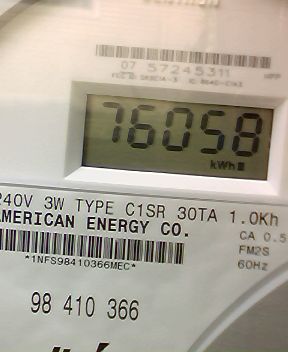 07 57245311
76058
kWh
240V 3W TYPE C1SR 30TA 1.0Kh
AMERICAN ENERGY CO.
CA 0.5
FM2S
60Hz
*1NFS98410366MEC*
98 410 366